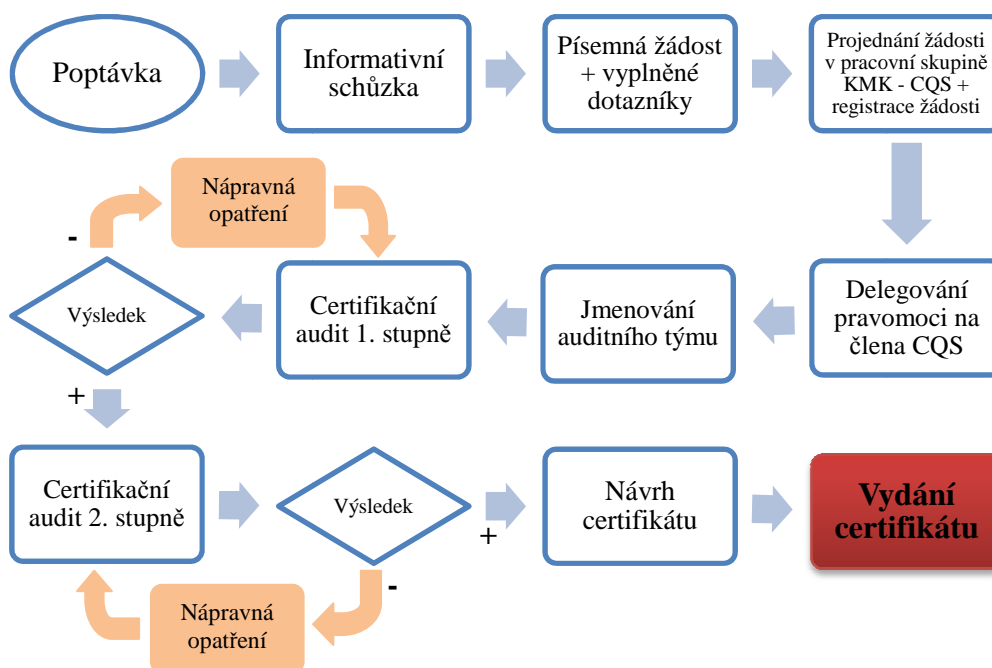 Poptávka
Informativní
schůzka
Písemná žádost
+ vyplněné
dotazníky
Projednání žádosti
v pracovní skupině
KMK - CQS +
registrace žádosti
Nápravná
opatření
-
Výsledek
Certifikační
audit 1. stupně
Jmenování
auditního týmu
Delegování
pravomoci na
člena CQS
+
Certifikační
audit 2. stupně
Výsledek
+
Návrh
certifikátu
Vydání
certifikátu
-
Nápravná
opatření